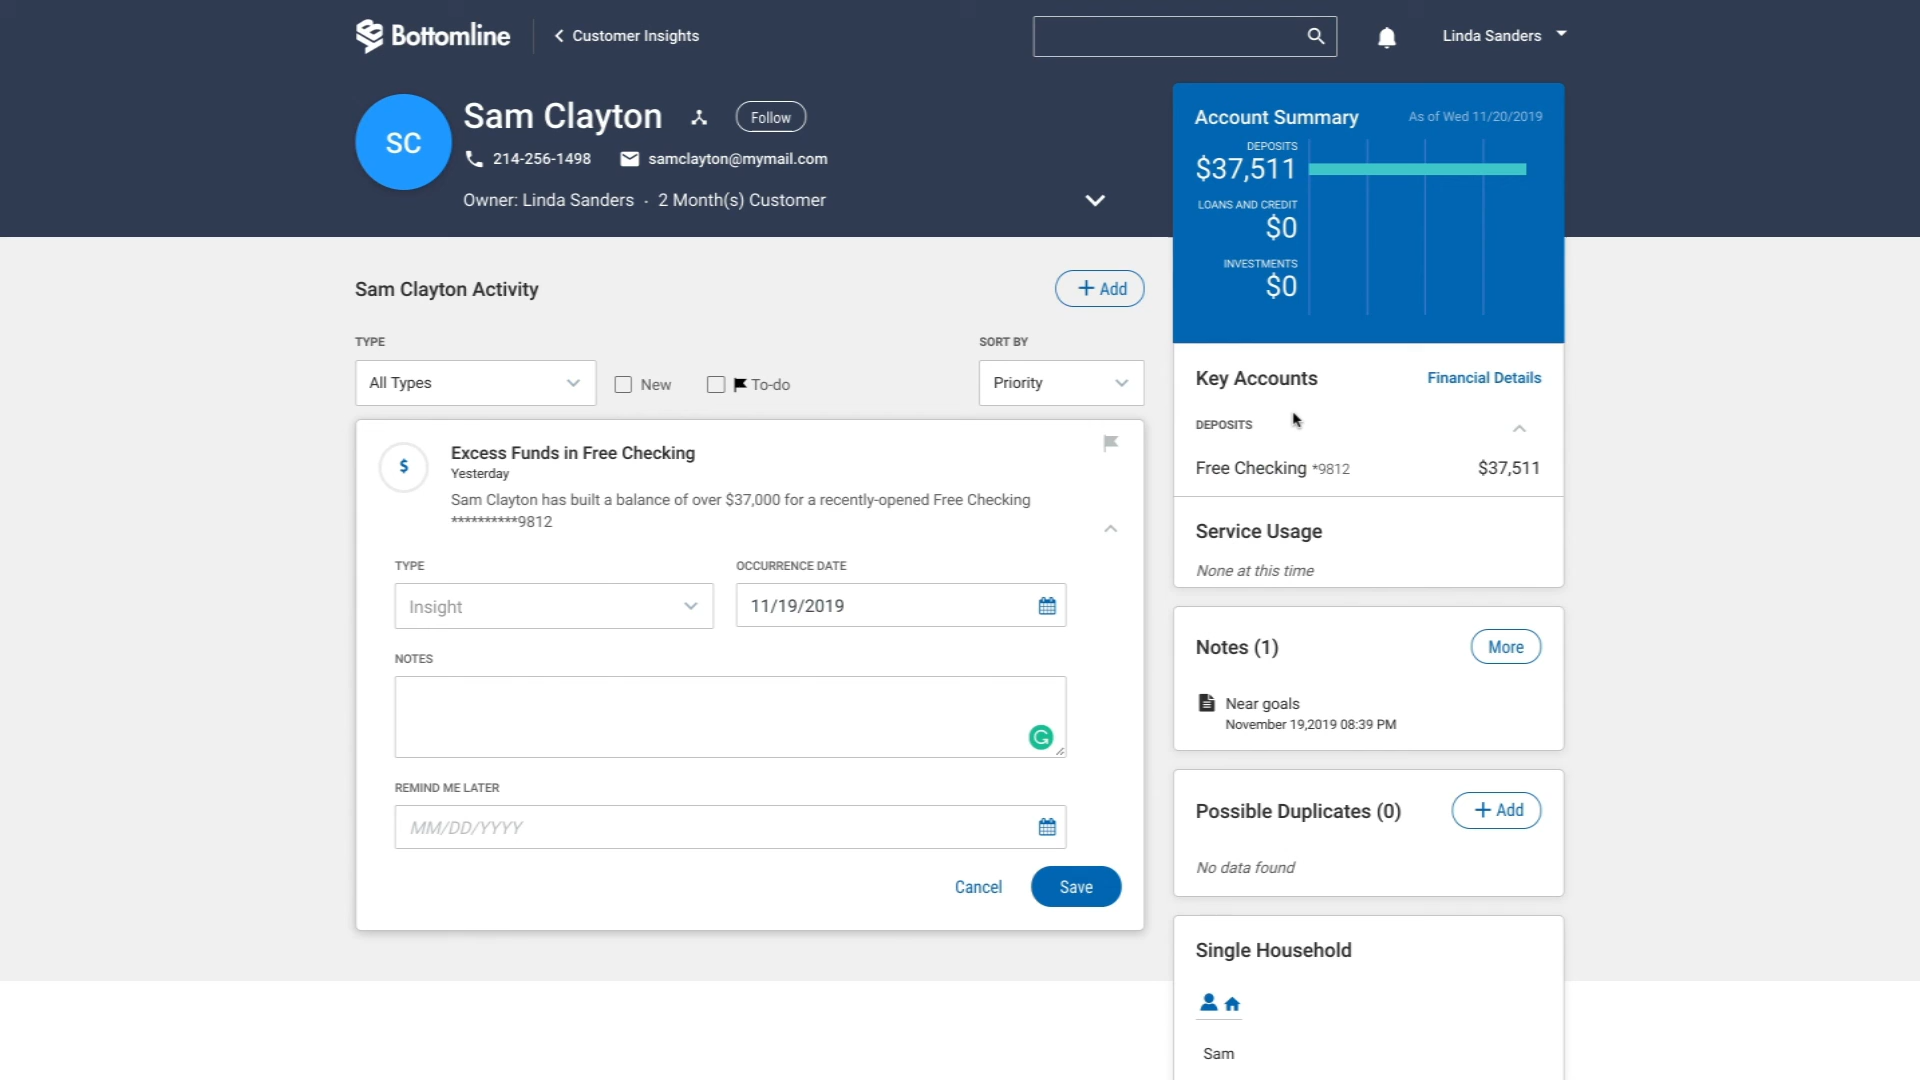 Bottomline
Customer Insights
Linda Sanders
SC
Sam Clayton
Follow
214-256-1498
samclayton@mymail.com
Owner: Linda Sanders · 2 Month(s) Customer
Account Summary
As of Wed 11/20/2019
DEPOSITS
$37,511
LOANS AND CREDIT
$0
INVESTMENTS
$0
Sam Clayton Activity
+ Add
TYPE
All Types
New
To-do
SORT BY
Priority
$
Excess Funds in Free Checking
Yesterday
Sam Clayton has built a balance of over $37,000 for a recently-opened Free Checking
**********9812
TYPE
Insight
OCCURRENCE DATE
11/19/2019
NOTES
G
REMIND ME LATER
MM/DD/YYYY
Cancel
Save
Key Accounts
Financial Details
DEPOSITS
Free Checking *9812
$37,511
Service Usage
None at this time
Notes (1)
More
Near goals
November 19,2019 08:39 PM
Possible Duplicates (0)
+ Add
No data found
Single Household
Sam